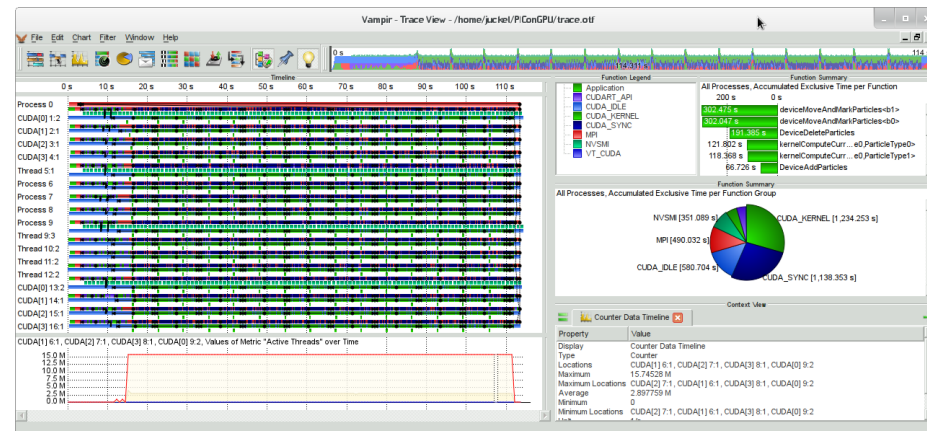 Vampir - Trace View - /home/juckel/PIConGPU/trace.otf
File Edit Chart Filter Window Help
0 s
114.311 s
114
Timeline
0 s 10 s 20 s 30 s 40 s 50 s 60 s 70 s 80 s 90 s 100 s 110 s
Process 0
CUDA[0] 1:2
CUDA[1] 2:1
CUDA[2] 3:1
CUDA[3] 4:1
Thread 5:1
Process 6
Process 7
Process 8
Process 9
Thread 9:3
Thread 10:2
Thread 11:2
Thread 12:2
CUDA[0] 13:2
CUDA[1] 14:1
CUDA[2] 15:1
CUDA[3] 16:1
CUDA[1] 6:1, CUDA[2] 7:1, CUDA[3] 8:1, CUDA[0] 9:2, Values of Metric "Active Threads" over Time
15.0 M
12.5 M
10.0 M
7.5 M
5.0 M
2.5 M
0.0 M
Function Legend
Application
CUDART_API
CUDA_IDLE
CUDA_KERNEL
CUDA_SYNC
MPI
NVSMI
VT_CUDA
Function Summary
All Processes, Accumulated Exclusive Time per Function
200 s 0 s
302.475 s deviceMoveAndMarkParticles<b1>
302.047 s deviceMoveAndMarkParticles<b0>
191.385 s DeviceDeleteParticles
121.802 s kernelComputeCurr... e0,ParticleType0>
118.368 s kernelComputeCurr... e0,ParticleType1>
66.726 s DeviceAddParticles
Function Summary
All Processes, Accumulated Exclusive Time per Function Group
NVSMI [351.089 s]
CUDA_KERNEL [1,234.253 s]
MPI [490.032 s]
CUDA_IDLE [580.704 s]
CUDA_SYNC [1,138.353 s]
Context View
Counter Data Timeline
Property Value
Display Counter Data Timeline
Type Counter
Locations CUDA[1] 6:1, CUDA[2] 7:1, CUDA[3] 8:1, CUDA[0] 9:2
Maximum 15.74528 M
Maximum Locations CUDA[2] 7:1, CUDA[1] 6:1, CUDA[3] 8:1, CUDA[0] 9:2
Average 2.897759 M
Minimum 0
Minimum Locations CUDA[2] 7:1, CUDA[1] 6:1, CUDA[3] 8:1, CUDA[0] 9:2